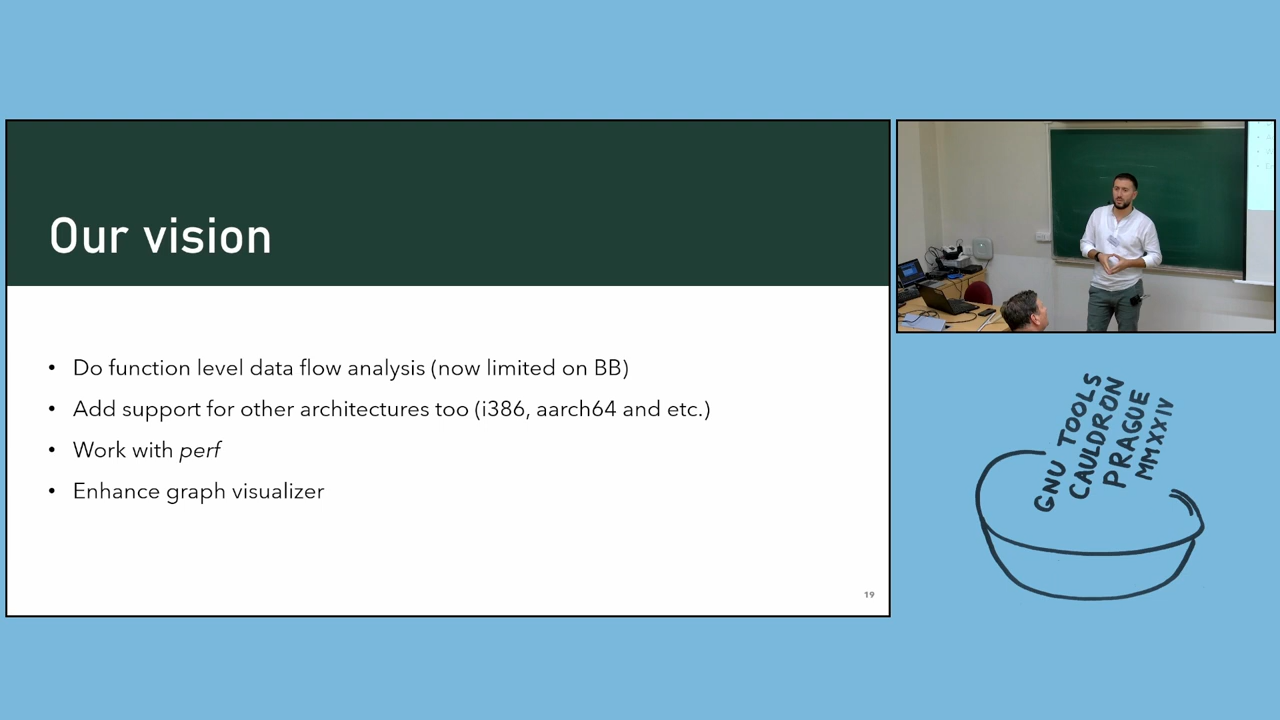 Our vision
• Do function level data flow analysis (now limited on BB)
• Add support for other architectures too (i386, aarch64 and etc.)
• Work with perf
• Enhance graph visualizer
19
GNU TOOLS
CAULDRON
PRAGUE
MMXXIV